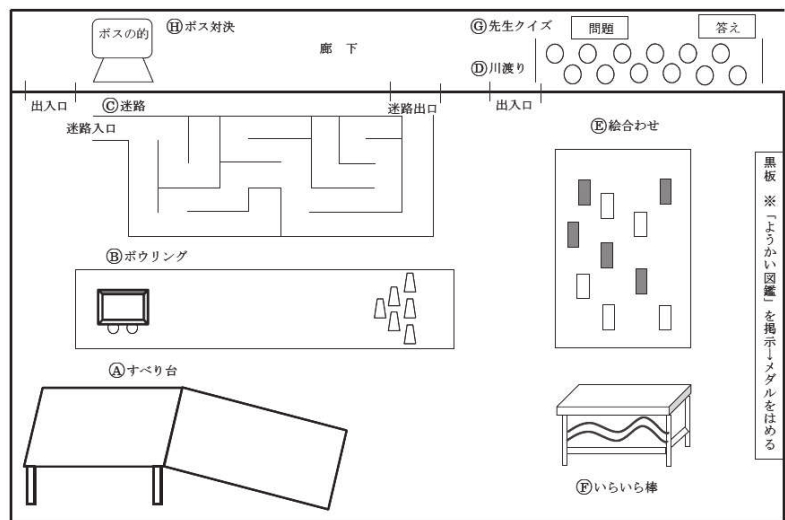 ボスの的
Ⓗボス対決
廊　下
Ⓖ先生クイズ
問題
答え
Ⓓ川渡り
出入口
Ⓒ迷路
迷路入口
迷路出口
出入口
Ⓔ絵合わせ
黒板　※「ようかい図鑑」を掲示→メダルをはめる
Ⓑボウリング
Ⓐすべり台
Ⓕいらいら棒